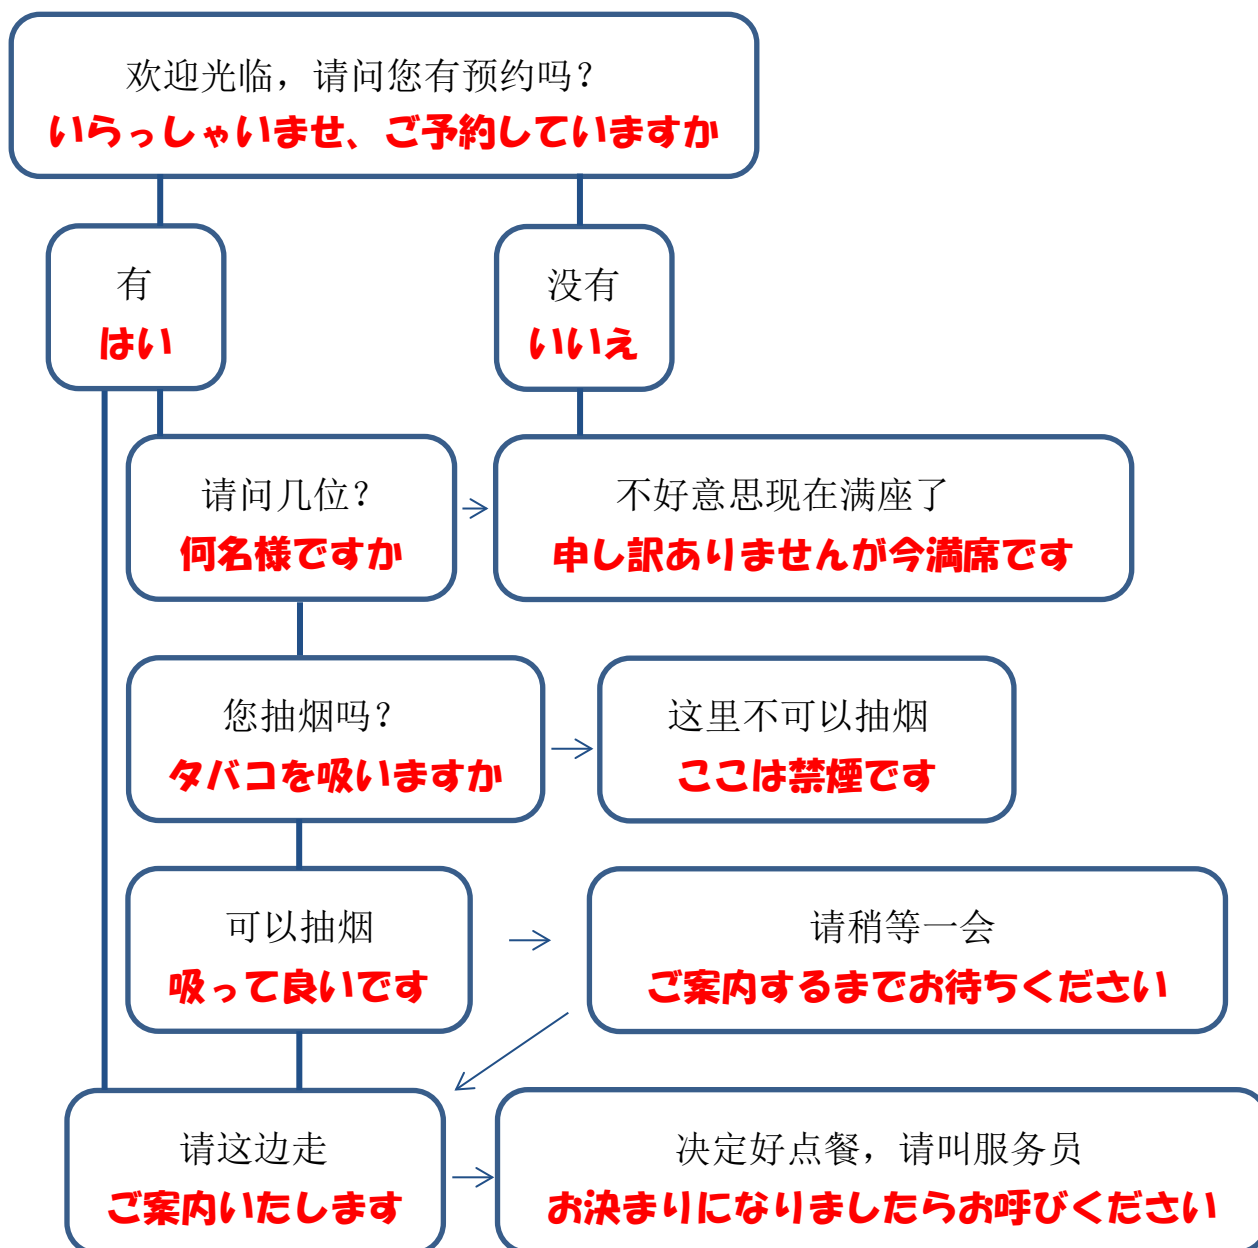 欢迎光临，请问您有预约吗？
いらっしゃいませ、ご予約していますか
有
はい
没有
いいえ
请问几位？
何名様ですか
不好意思现在满座了
申し訳ありませんが今満席です
您抽烟吗？
タバコを吸いますか
这里不可以抽烟
ここは禁煙です
可以抽烟
吸って良いです
请稍等一会
ご案内するまでお待ちください
请这边走
ご案内いたします
决定好点餐，请叫服务员
お決まりになりましたらお呼びください